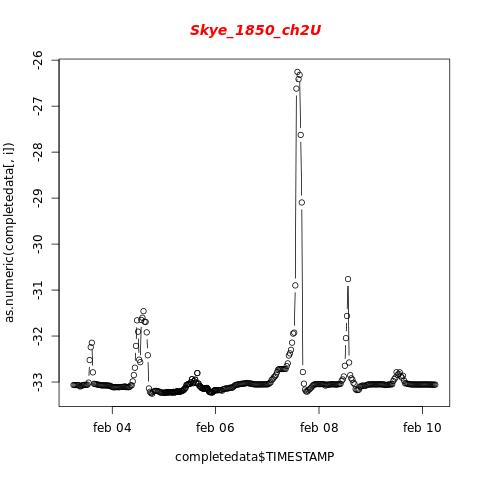 Skye_1850_ch2U
as.numeric(completedata[, i])
-26
-27
-28
-29
-30
-31
-32
-33
feb 04 feb 06 feb 08 feb 10
completedata$TIMESTAMP